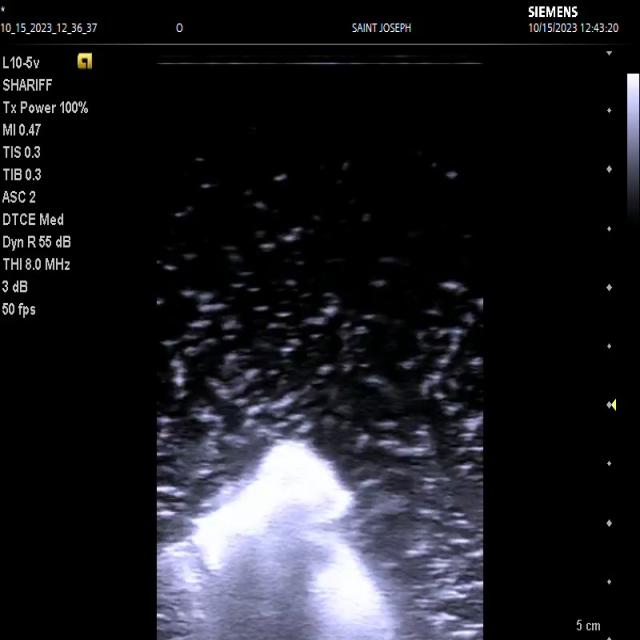 *
SIEMENS
10_15_2023_12_36_37 O SAINT JOSEPH 10/15/2023 12:43:20
L10-5v
SHARIFF
Tx Power 100%
MI 0.47
TIS 0.3
TIB 0.3
ASC 2
DTCE Med
Dyn R 55 dB
THI 8.0 MHz
3 dB
50 fps
5 cm